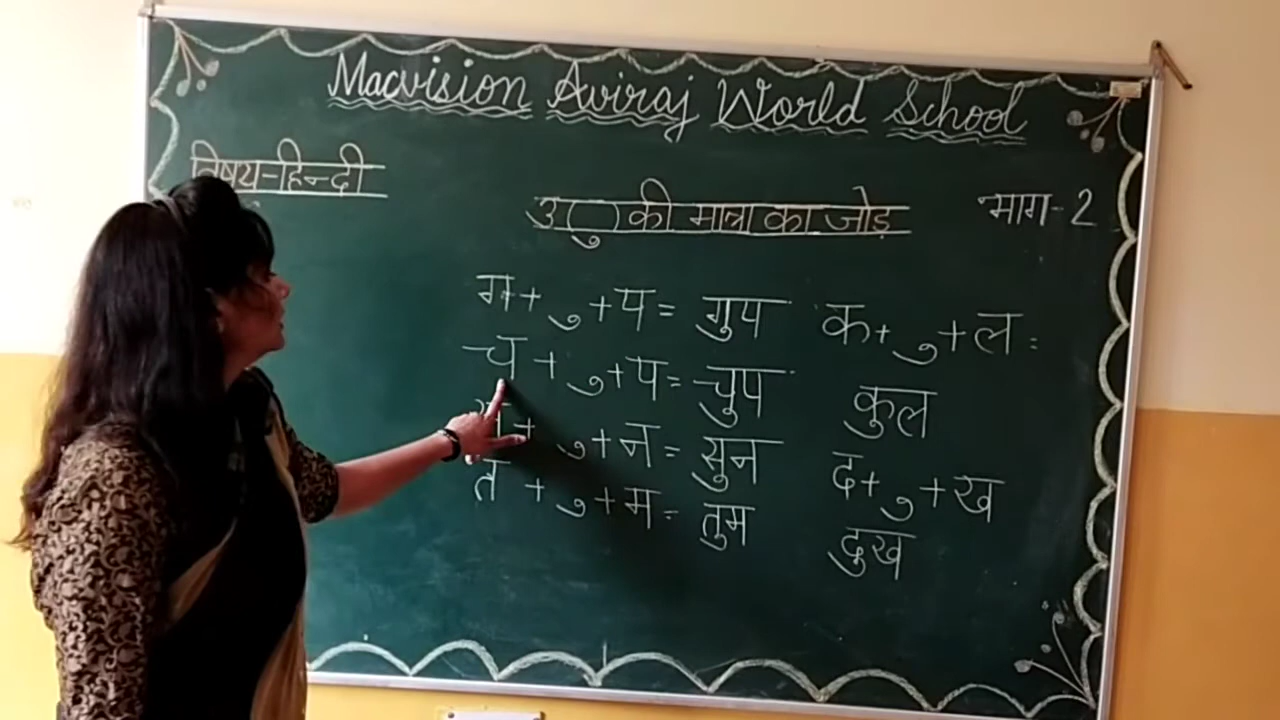 Macvision Aviraj World School
विषय-हिन्दी
उ ( ु ) की मात्रा का जोड़
भाग-2
ग + ु + प = गुप
च + ु + प = चुप
स + ु + न = सुन
त + ु + म = तुम
क + ु + ल =
कुल
द + ु + ख
दुख